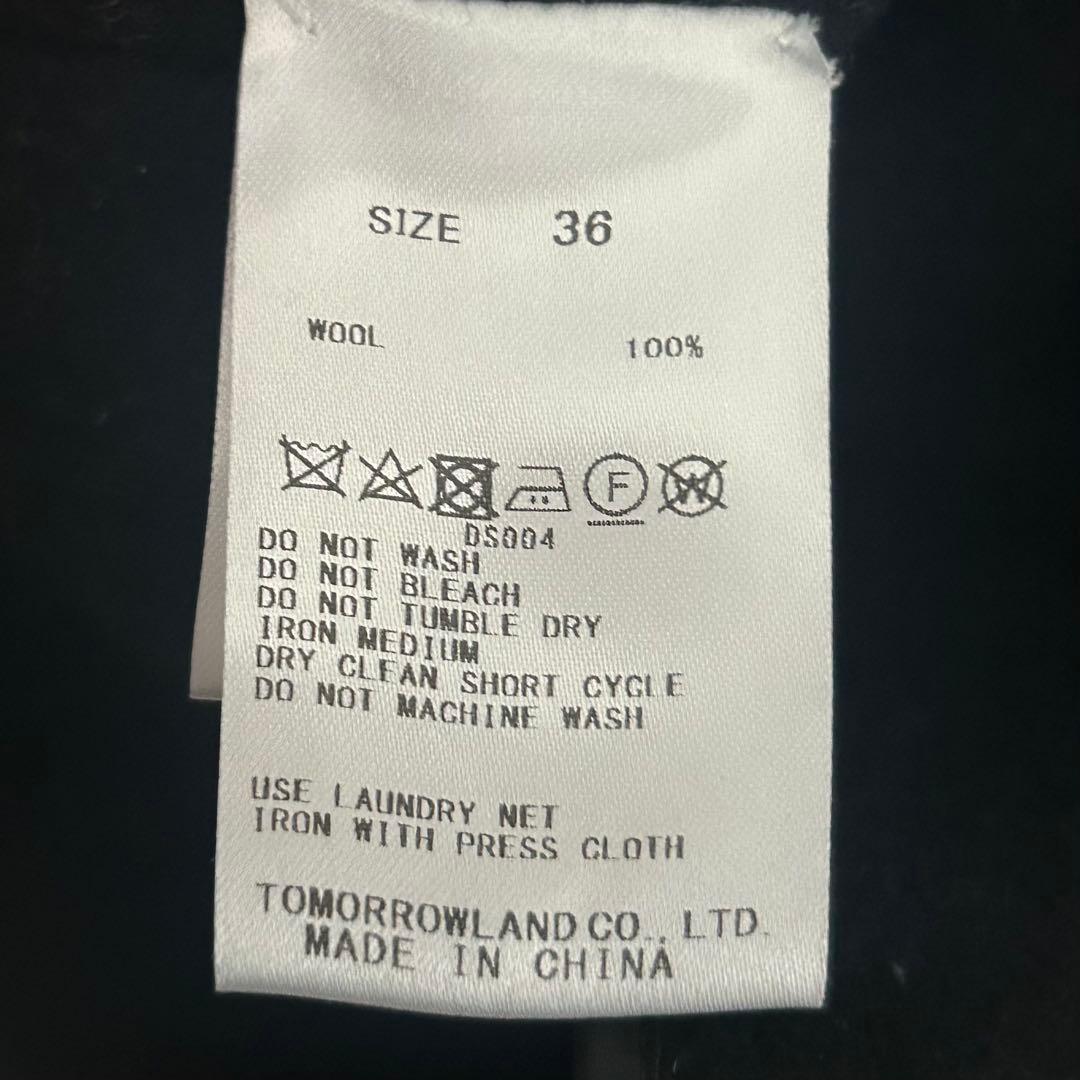 SIZE 36
WOOL 100%
F W
DS004
DO NOT WASH
DO NOT BLEACH
DO NOT TUMBLE DRY
IRON MEDIUM
DRY CLEAN SHORT CYCLE
DO NOT MACHINE WASH
USE LAUNDRY NET
IRON WITH PRESS CLOTH
TOMORROWLAND CO., LTD.
MADE IN CHINA